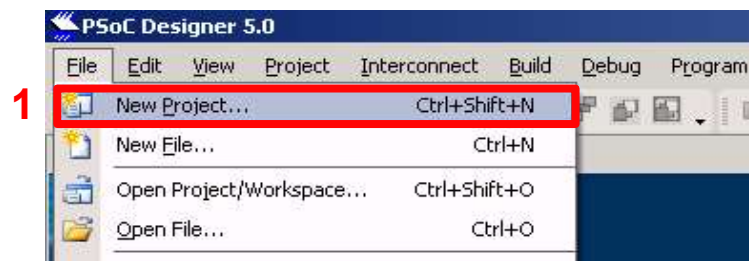 PSoC Designer 5.0
File Edit View Project Interconnect Build Debug Program
1
New Project... Ctrl+Shift+N
New File... Ctrl+N
Open Project/Workspace... Ctrl+Shift+O
Open File... Ctrl+O